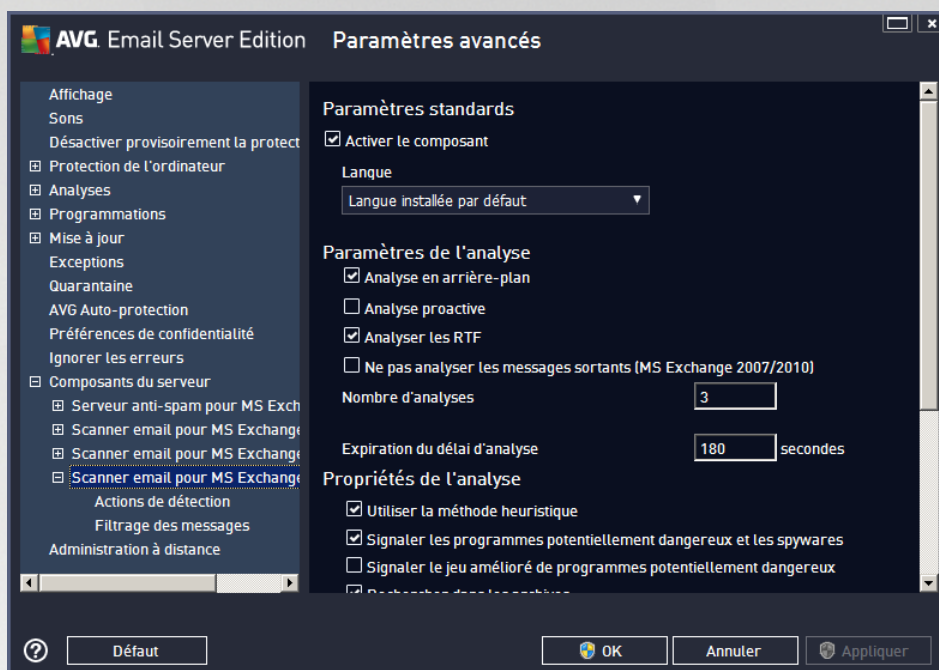 AVG. Email Server Edition Paramètres avancés
Affichage
Sons
Désactiver provisoirement la protect
Protection de l'ordinateur
Analyses
Programmations
Mise à jour
Exceptions
Quarantaine
AVG Auto-protection
Préférences de confidentialité
Ignorer les erreurs
Composants du serveur
Serveur anti-spam pour MS Exch
Scanner email pour MS Exchange
Scanner email pour MS Exchange
Scanner email pour MS Exchange
Actions de détection
Filtrage des messages
Administration à distance
Paramètres standards
Activer le composant
Langue
Langue installée par défaut
Paramètres de l'analyse
Analyse en arrière-plan
Analyse proactive
Analyser les RTF
Ne pas analyser les messages sortants (MS Exchange 2007/2010)
Nombre d'analyses 3
Expiration du délai d'analyse 180 secondes
Propriétés de l'analyse
Utiliser la méthode heuristique
Signaler les programmes potentiellement dangereux et les spywares
Signaler le jeu amélioré de programmes potentiellement dangereux
Rechercher dans les archives
? Défaut OK Annuler Appliquer